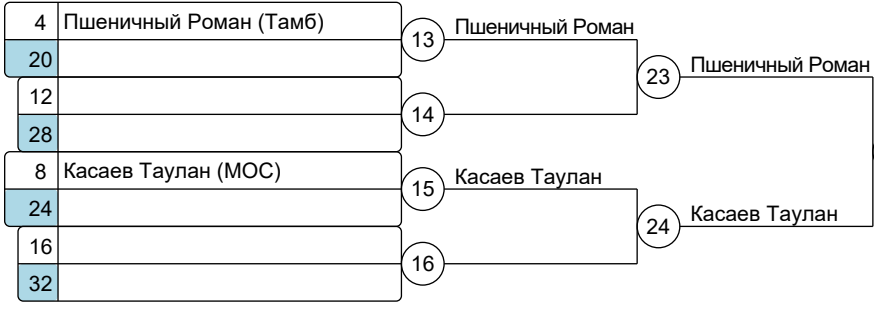 4 Пшеничный Роман (Тамб)
13 Пшеничный Роман
20
23 Пшеничный Роман
12
14
28
8 Касаев Таулан (МОС)
15 Касаев Таулан
24
24 Касаев Таулан
16
16
32